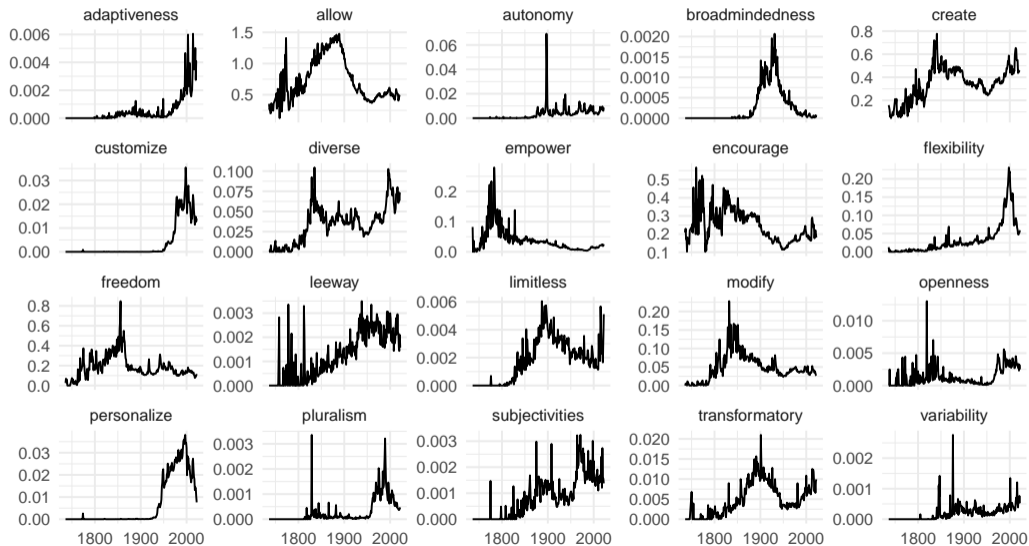 adaptiveness allow autonomy broadmindedness create
0.006 1.5 0.06 0.0020 0.8
0.004 1.0 0.04 0.0015 0.6
0.002 0.5 0.02 0.0010 0.4
0.000 0.00 0.0005 0.2
0.0000
customize diverse empower encourage flexibility
0.03 0.100 0.2 0.5 0.20
0.02 0.075 0.1 0.4 0.15
0.01 0.050 0.0 0.3 0.10
0.00 0.025 0.2 0.05
0.000 0.1 0.00
freedom leeway limitless modify openness
0.8 0.003 0.006 0.20 0.010
0.6 0.002 0.004 0.15 0.005
0.4 0.001 0.002 0.10 0.000
0.2 0.000 0.000 0.05
0.0 0.00
personalize pluralism subjectivities transformatory variability
0.03 0.003 0.003 0.020 0.002
0.02 0.002 0.002 0.015 0.001
0.01 0.001 0.001 0.010 0.000
0.00 0.000 0.000 0.005
0.000
1800 1900 2000 1800 1900 2000 1800 1900 2000 1800 1900 2000 1800 1900 2000